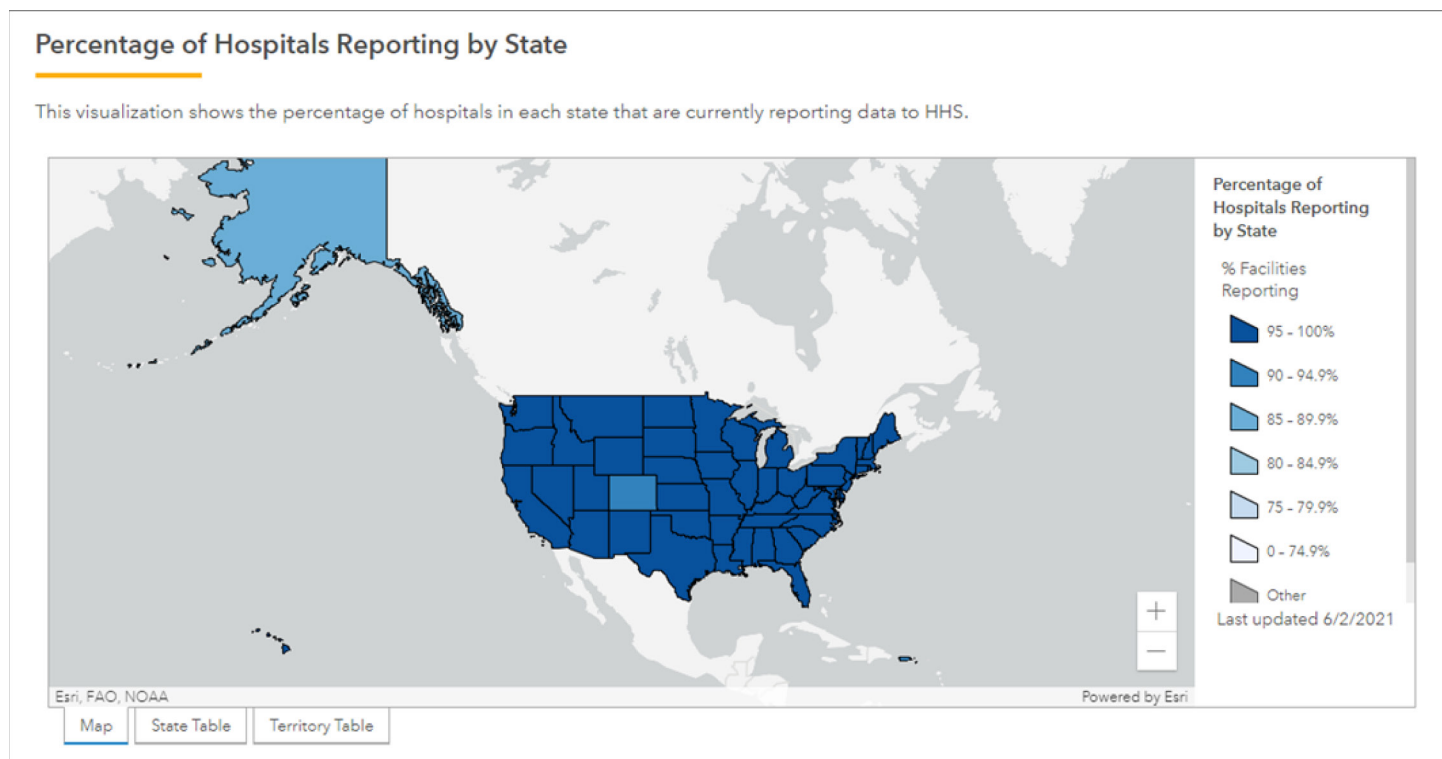 Percentage of Hospitals Reporting by State
This visualization shows the percentage of hospitals in each state that are currently reporting data to HHS.
Percentage of
Hospitals Reporting
by State
% Facilities
Reporting
95 - 100%
90 - 94.9%
85 - 89.9%
80 - 84.9%
75 - 79.9%
0 - 74.9%
Other
Last updated 6/2/2021
+
−
Esri, FAO, NOAA
Powered by Esri
Map
State Table
Territory Table